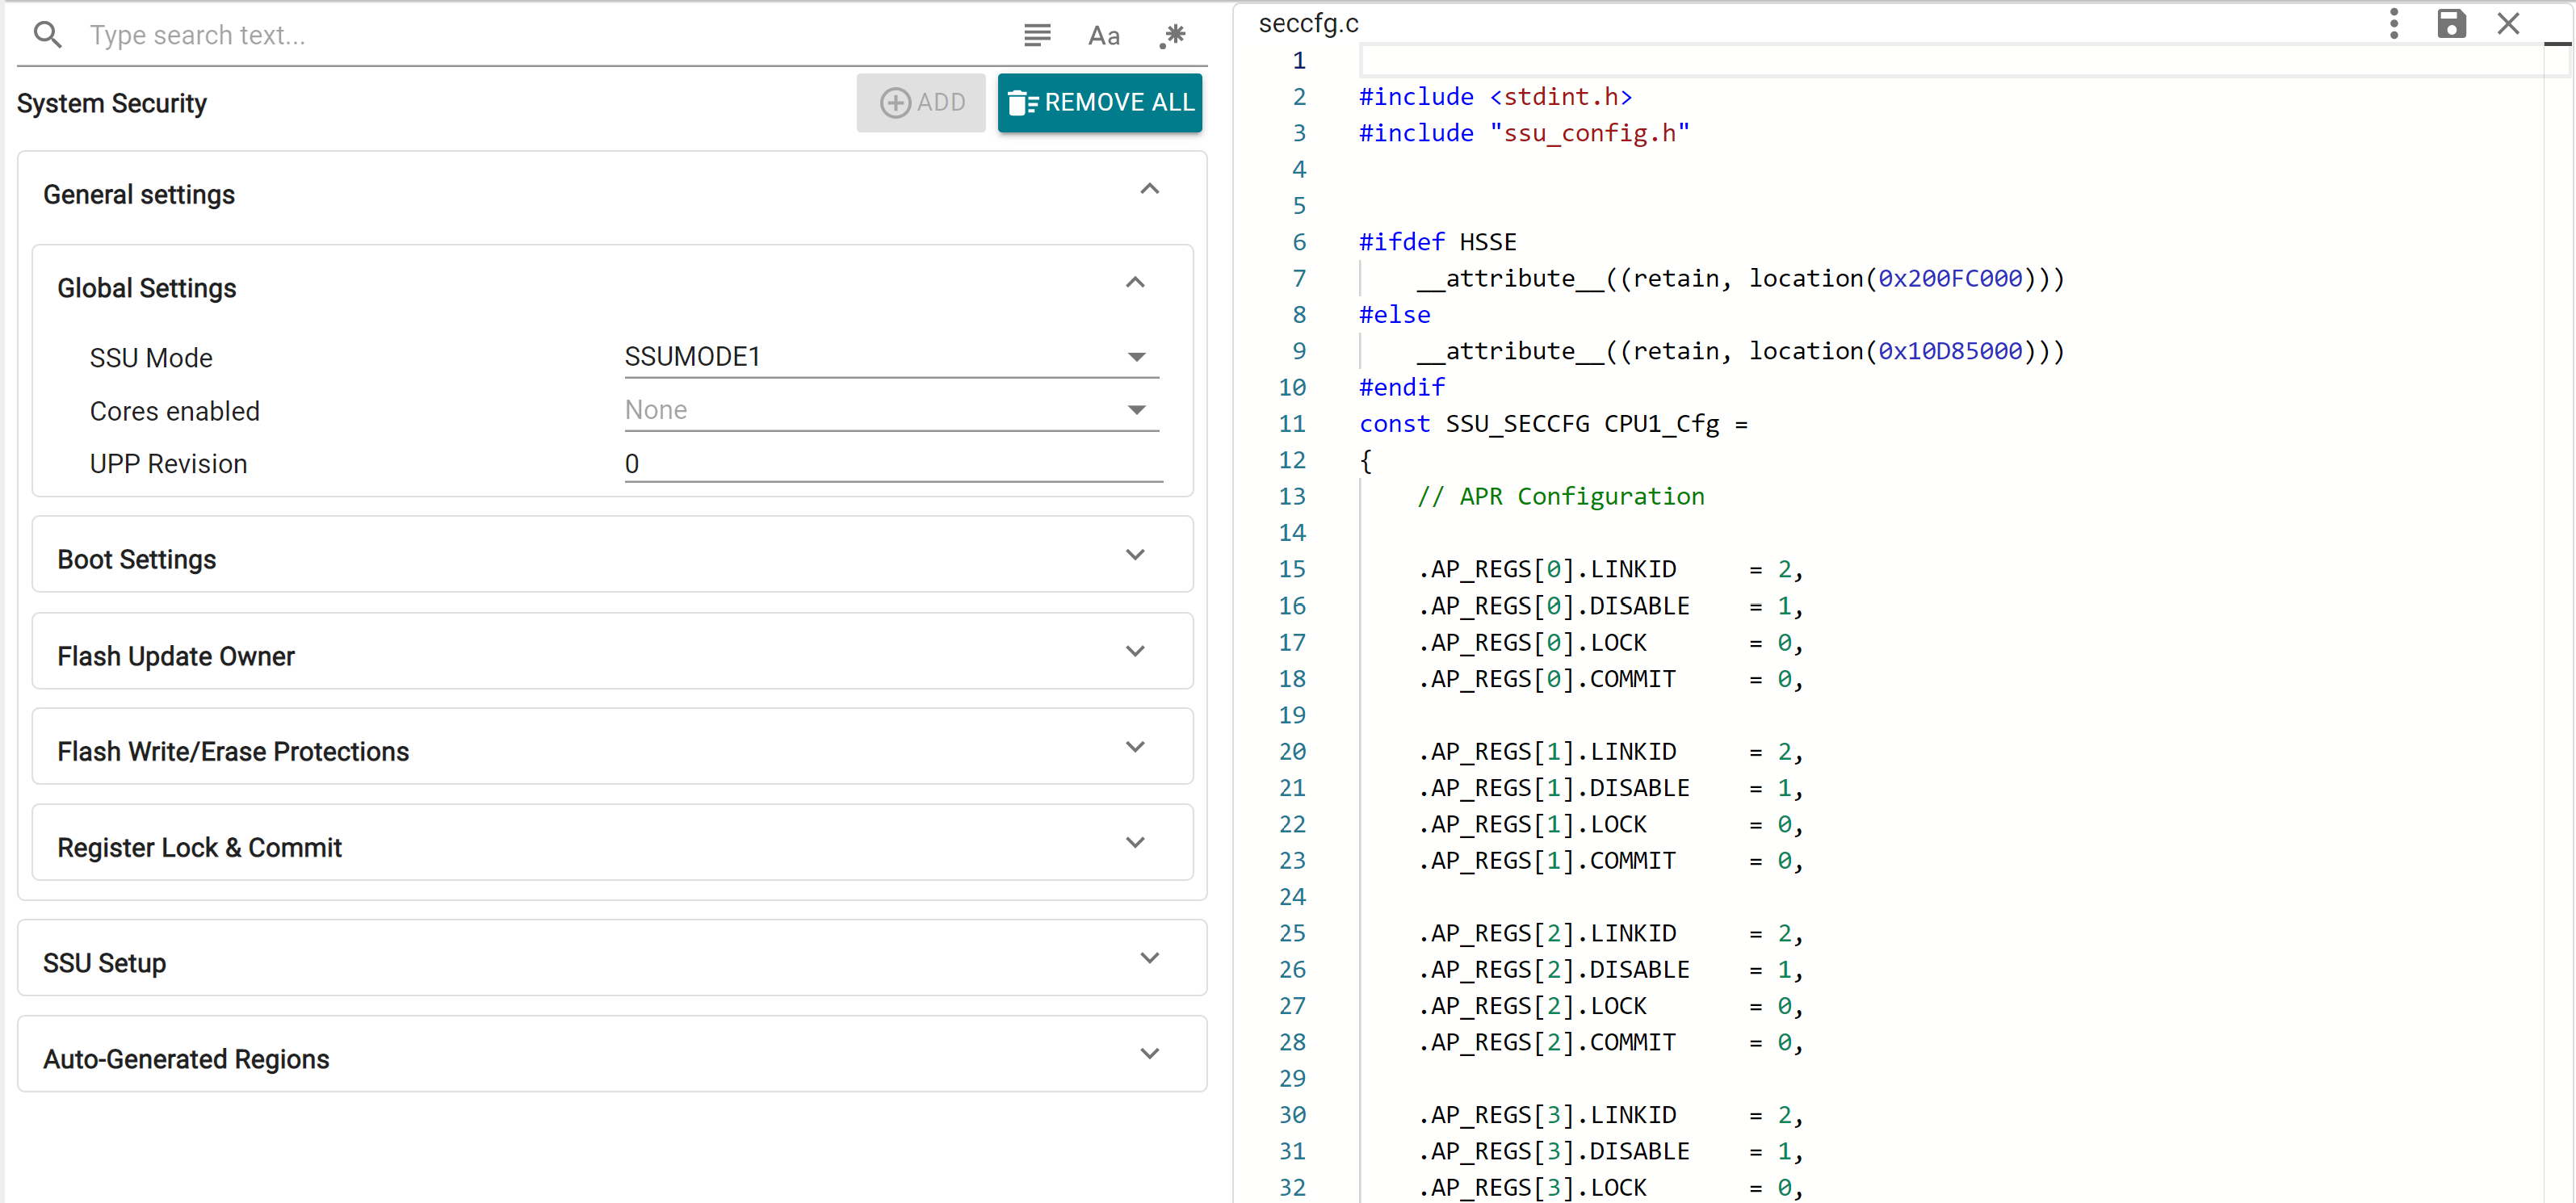 Type search text...
Aa
.*
System Security
ADD
REMOVE ALL
General settings
Global Settings
SSU Mode SSUMODE1
Cores enabled None
UPP Revision 0
Boot Settings
Flash Update Owner
Flash Write/Erase Protections
Register Lock & Commit
SSU Setup
Auto-Generated Regions
seccfg.c
1
2 #include <stdint.h>
3 #include "ssu_config.h"
4
5
6 #ifdef HSSE
7 __attribute__((retain, location(0x200FC000)))
8 #else
9 __attribute__((retain, location(0x10D85000)))
10 #endif
11 const SSU_SECCFG CPU1_Cfg =
12 {
13 // APR Configuration
14
15 .AP_REGS[0].LINKID = 2,
16 .AP_REGS[0].DISABLE = 1,
17 .AP_REGS[0].LOCK = 0,
18 .AP_REGS[0].COMMIT = 0,
19
20 .AP_REGS[1].LINKID = 2,
21 .AP_REGS[1].DISABLE = 1,
22 .AP_REGS[1].LOCK = 0,
23 .AP_REGS[1].COMMIT = 0,
24
25 .AP_REGS[2].LINKID = 2,
26 .AP_REGS[2].DISABLE = 1,
27 .AP_REGS[2].LOCK = 0,
28 .AP_REGS[2].COMMIT = 0,
29
30 .AP_REGS[3].LINKID = 2,
31 .AP_REGS[3].DISABLE = 1,
32 .AP_REGS[3].LOCK = 0,